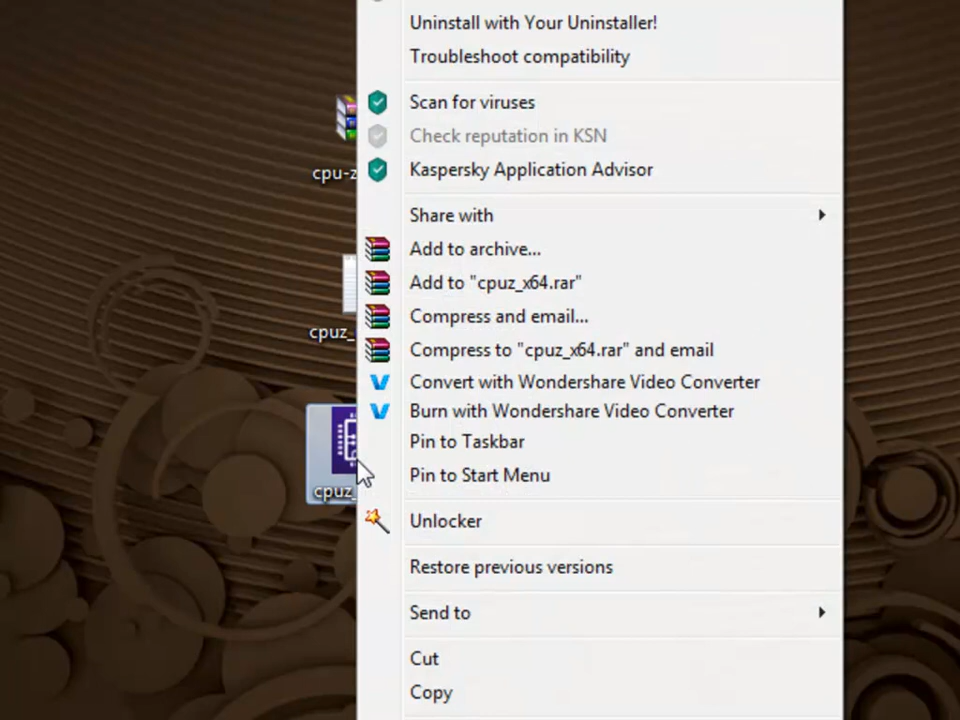 Uninstall with Your Uninstaller!
Troubleshoot compatibility
Scan for viruses
Check reputation in KSN
Kaspersky Application Advisor
Share with
Add to archive...
Add to "cpuz_x64.rar"
Compress and email...
Compress to "cpuz_x64.rar" and email
Convert with Wondershare Video Converter
Burn with Wondershare Video Converter
Pin to Taskbar
Pin to Start Menu
Unlocker
Restore previous versions
Send to
Cut
Copy
cpu-z
cpuz_
cpuz_